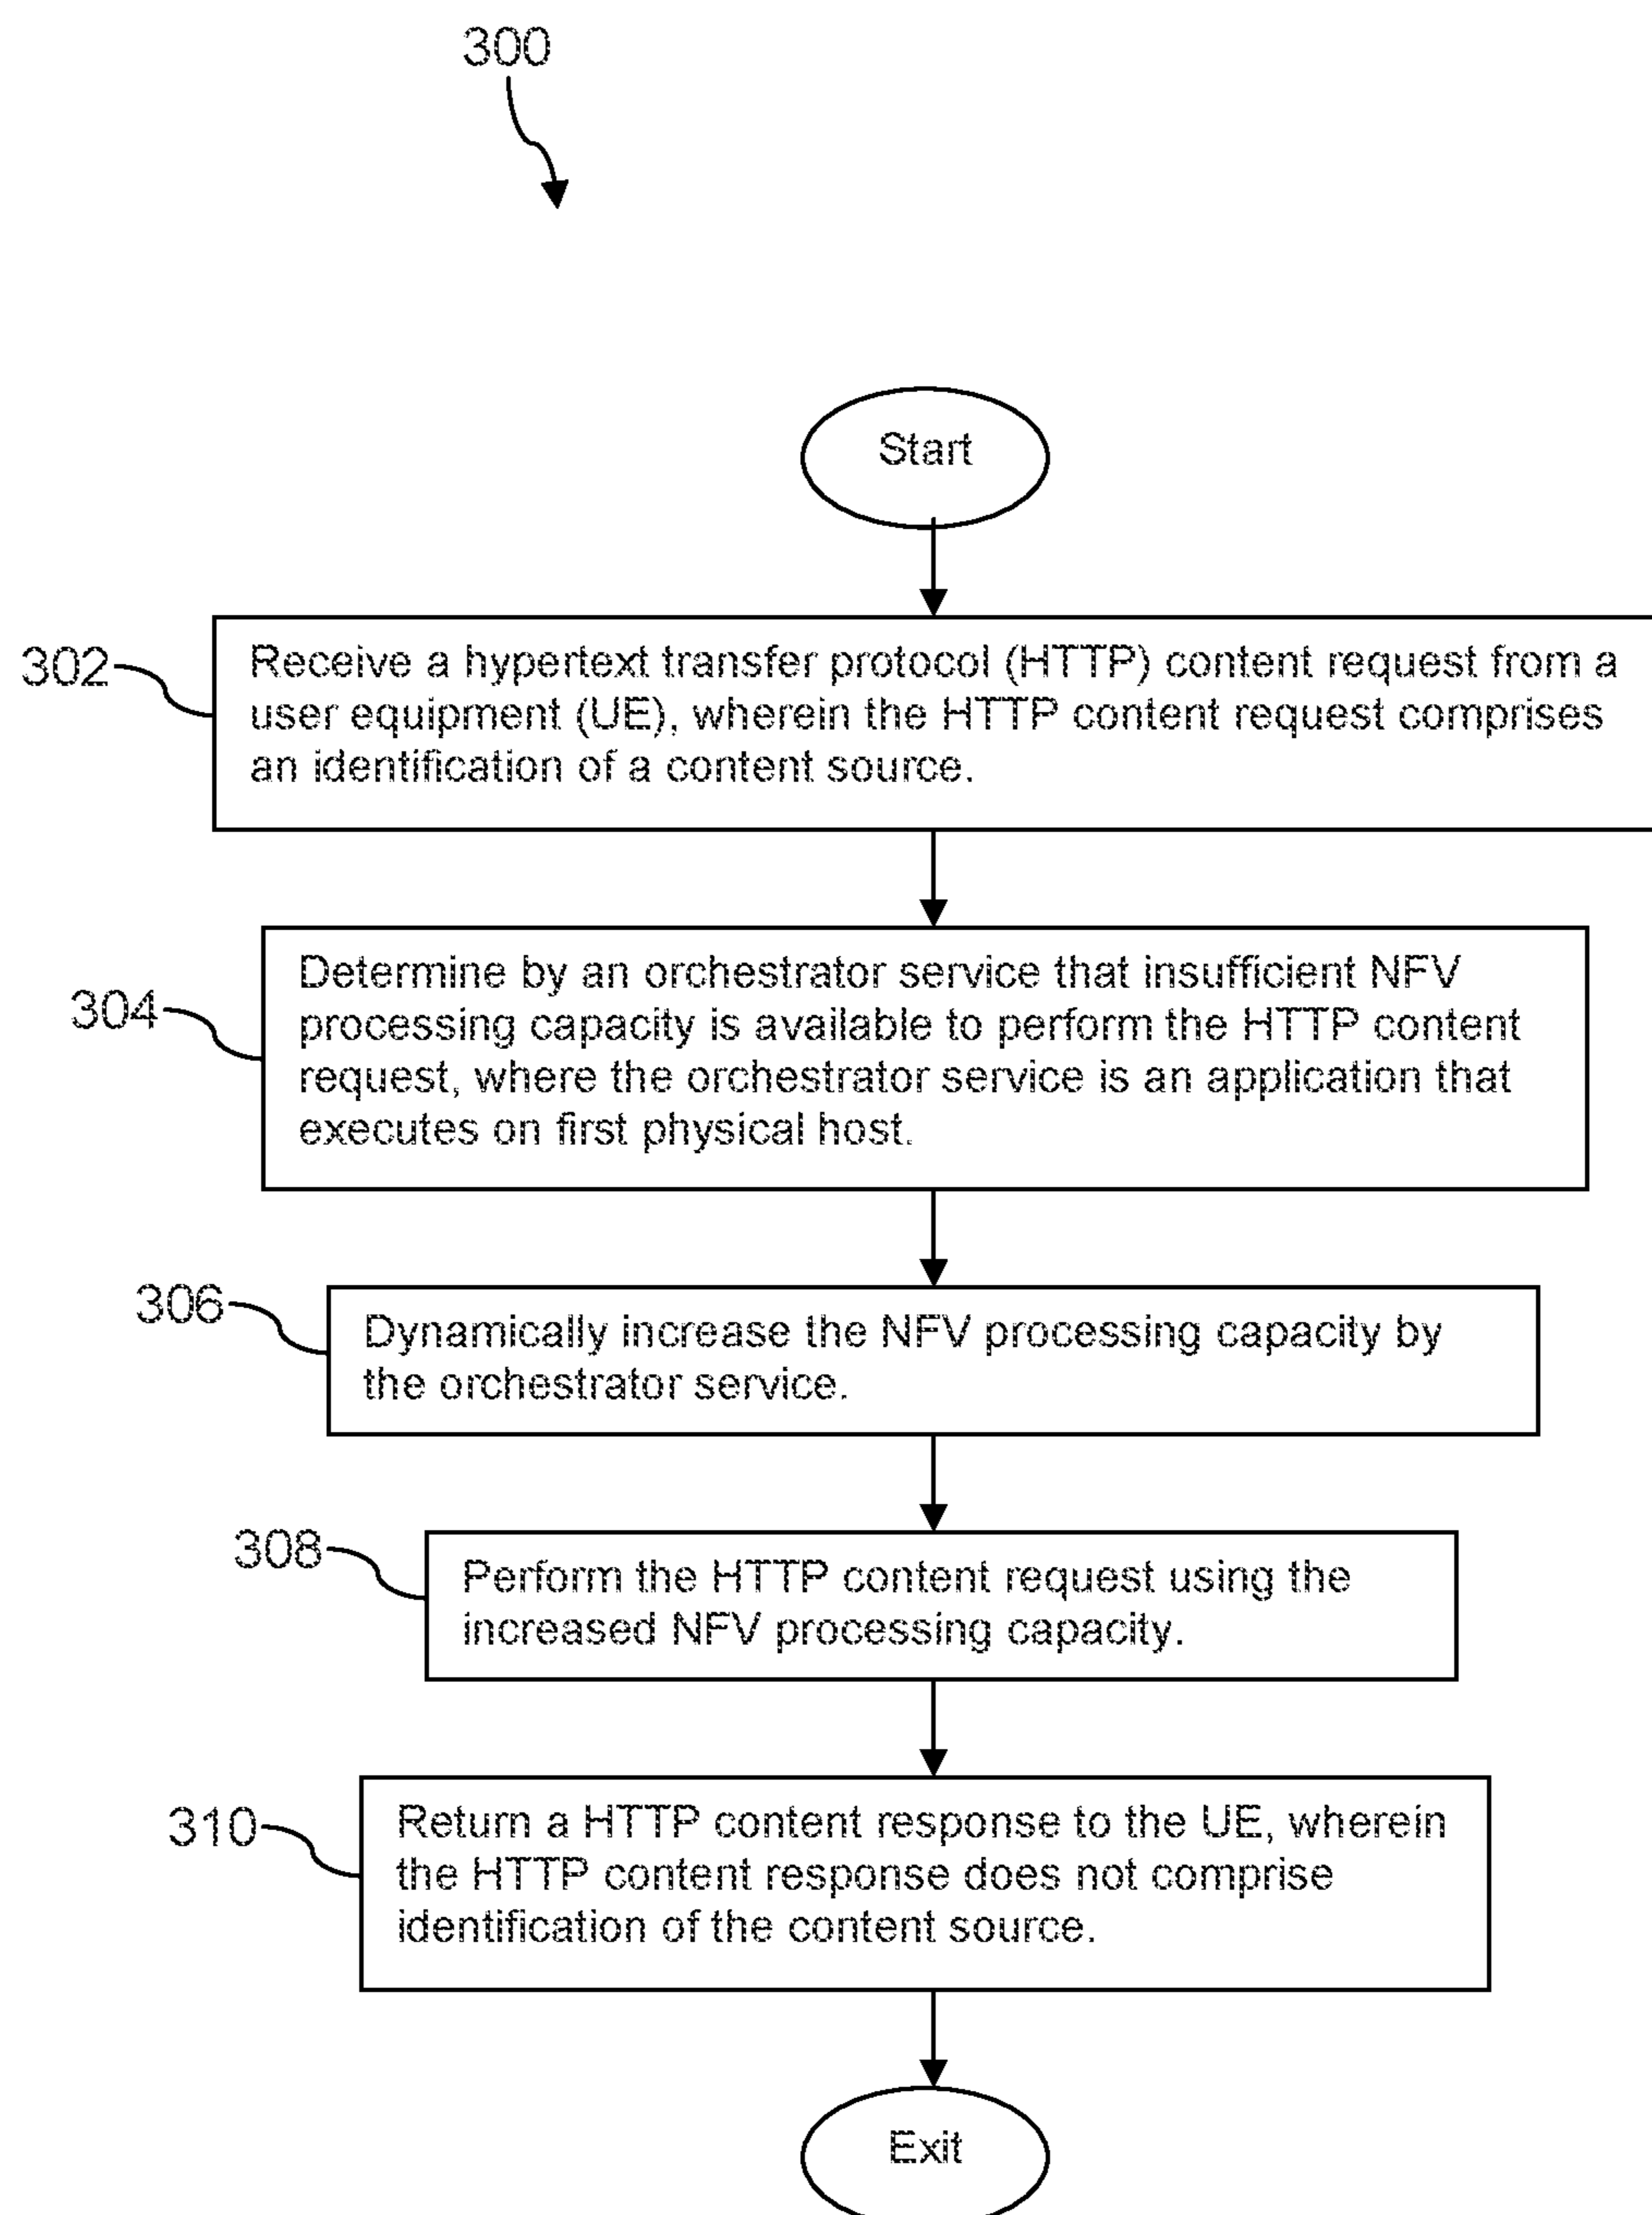 300
Start
302
Receive a hypertext transfer protocol (HTTP) content request from a
user equipment (UE), wherein the HTTP content request comprises
an identification of a content source.
304
Determine by an orchestrator service that insufficient NFV
processing capacity is available to perform the HTTP content
request, where the orchestrator service is an application that
executes on first physical host.
306
Dynamically increase the NFV processing capacity by
the orchestrator service.
308
Perform the HTTP content request using the
increased NFV processing capacity.
310
Return a HTTP content response to the UE, wherein
the HTTP content response does not comprise
identification of the content source.
Exit